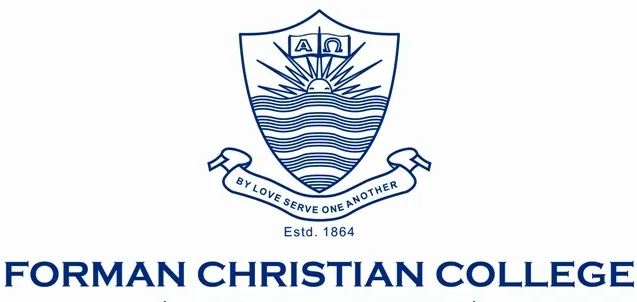 A Ω
BY LOVE SERVE ONE ANOTHER
Estd. 1864
FORMAN CHRISTIAN COLLEGE